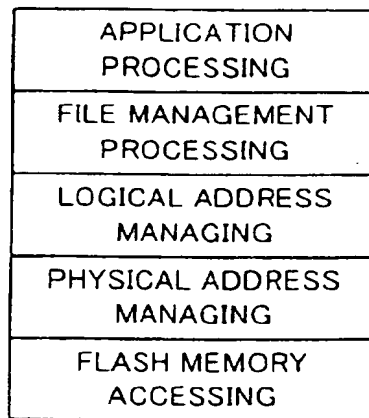 APPLICATION
PROCESSING
FILE MANAGEMENT
PROCESSING
LOGICAL ADDRESS
MANAGING
PHYSICAL ADDRESS
MANAGING
FLASH MEMORY
ACCESSING